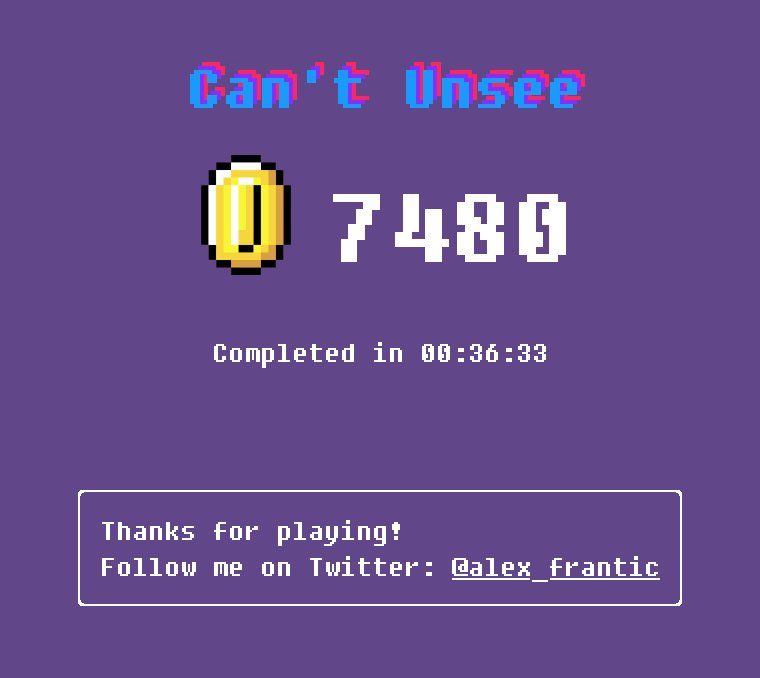 Can't Unsee
7480
Completed in 00:36:33
Thanks for playing!
Follow me on Twitter: @alex_frantic